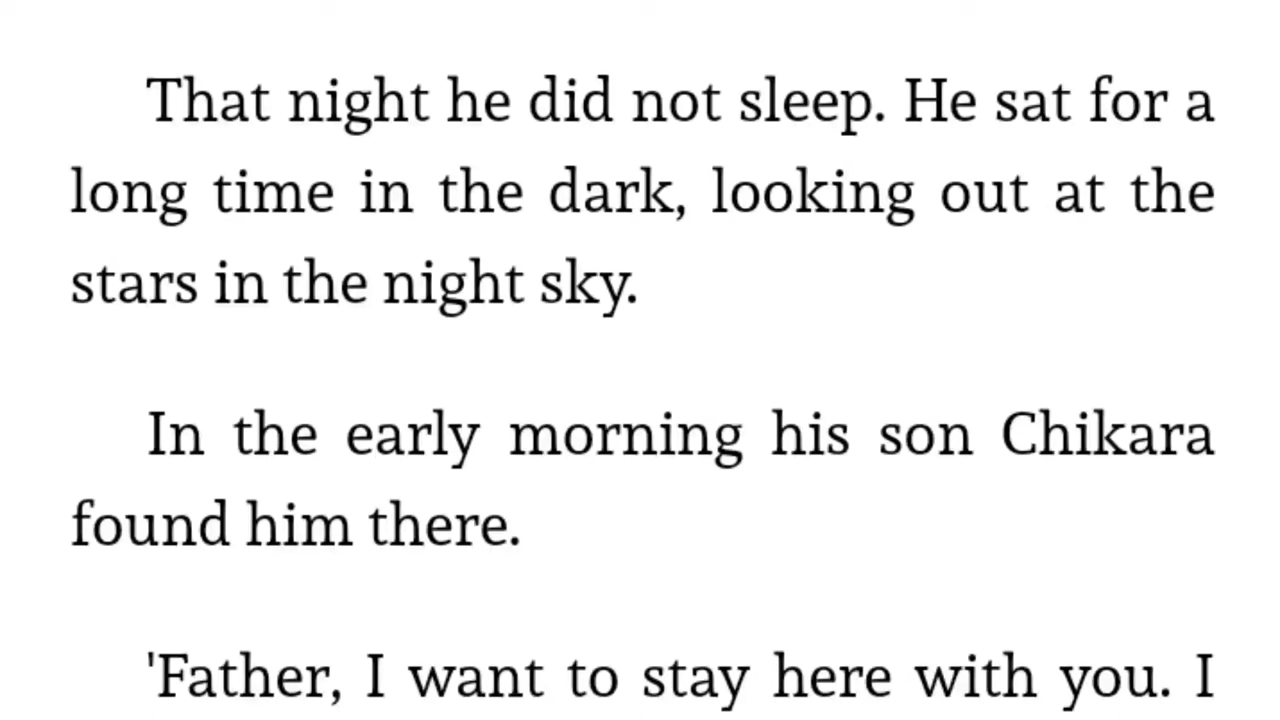 That night he did not sleep. He sat for a
long time in the dark, looking out at the
stars in the night sky.
In the early morning his son Chikara
found him there.
'Father, I want to stay here with you. I